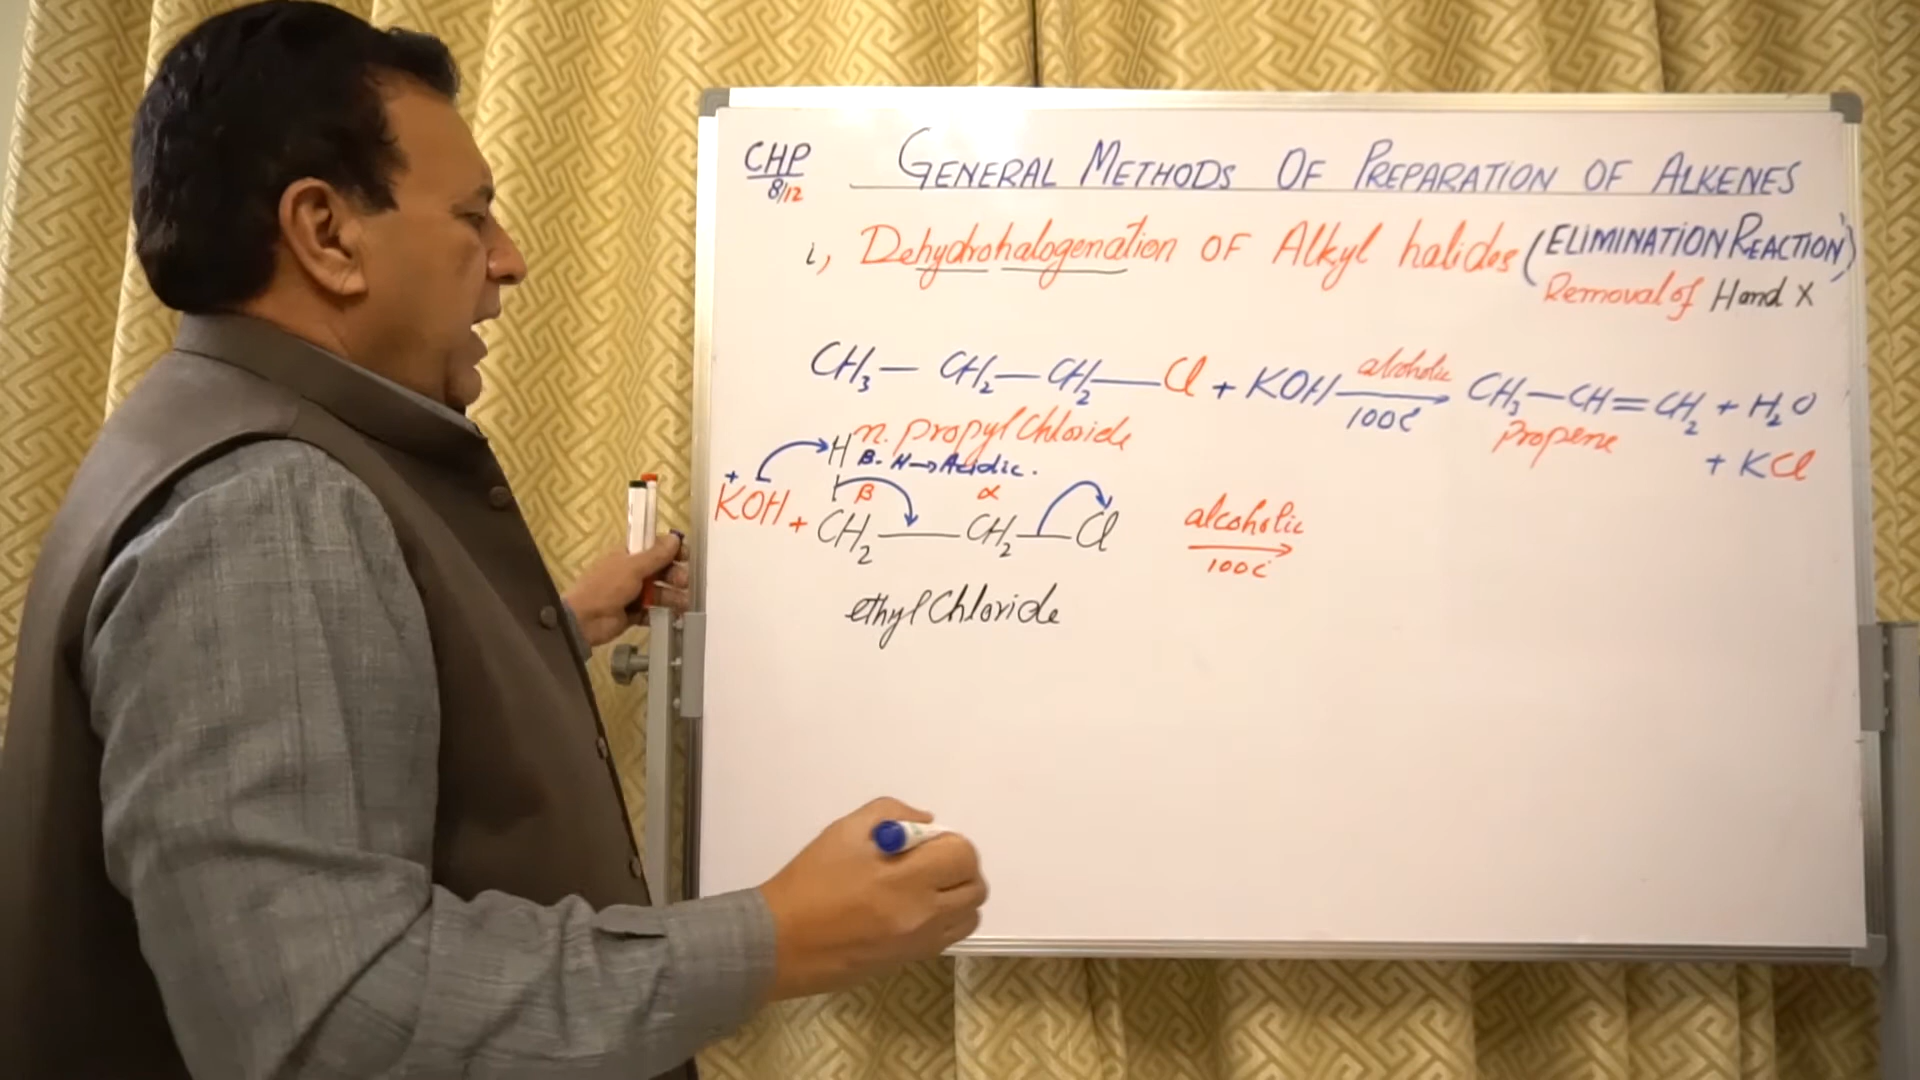 CHP
8/12
GENERAL METHODS OF PREPARATION OF ALKENES
i, Dehydrohalogenation OF Alkyl halides (ELIMINATION REACTION)
Removal of H and X
CH₃— CH₂—CH₂—Cl + KOH alcoholic 100C CH₃—CH=CH₂ + H₂O
n. propyl Chloride
Propene
+ KCl
H B-H→Acidic.
+
KOH + CH₂—CH₂—Cl alcoholic 100C
β α
ethyl Chloride